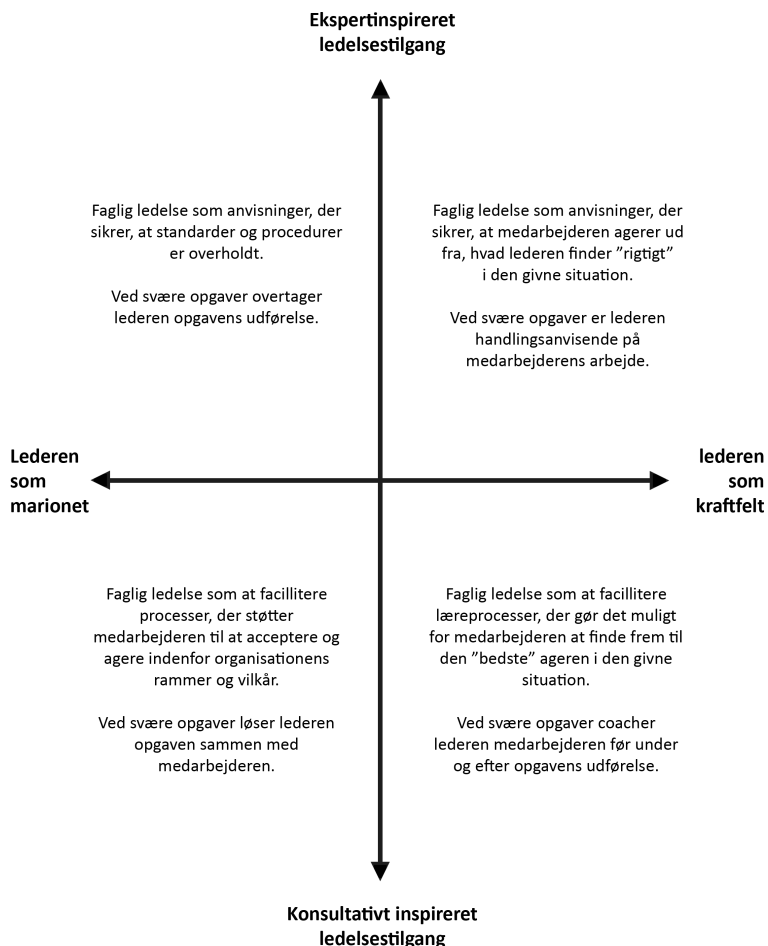 Ekspertinspireret
ledelsestilgang
Faglig ledelse som anvisninger, der
sikrer, at standarder og procedurer
er overholdt.
Ved svære opgaver overtager
lederen opgavens udførelse.
Faglig ledelse som anvisninger, der
sikrer, at medarbejderen agerer ud
fra, hvad lederen finder ”rigtigt”
i den givne situation.
Ved svære opgaver er lederen
handlingsanvisende på
medarbejderens arbejde.
Lederen
som
marionet
lederen
som
kraftfelt
Faglig ledelse som at facillitere
processer, der støtter
medarbejderen til at acceptere og
agere indenfor organisationens
rammer og vilkår.
Ved svære opgaver løser lederen
opgaven sammen med
medarbejderen.
Faglig ledelse som at facillitere
læreprocesser, der gør det muligt
for medarbejderen at finde frem til
den ”bedste” ageren i den givne
situation.
Ved svære opgaver coacher
lederen medarbejderen før under
og efter opgavens udførelse.
Konsultativt inspireret
ledelsestilgang